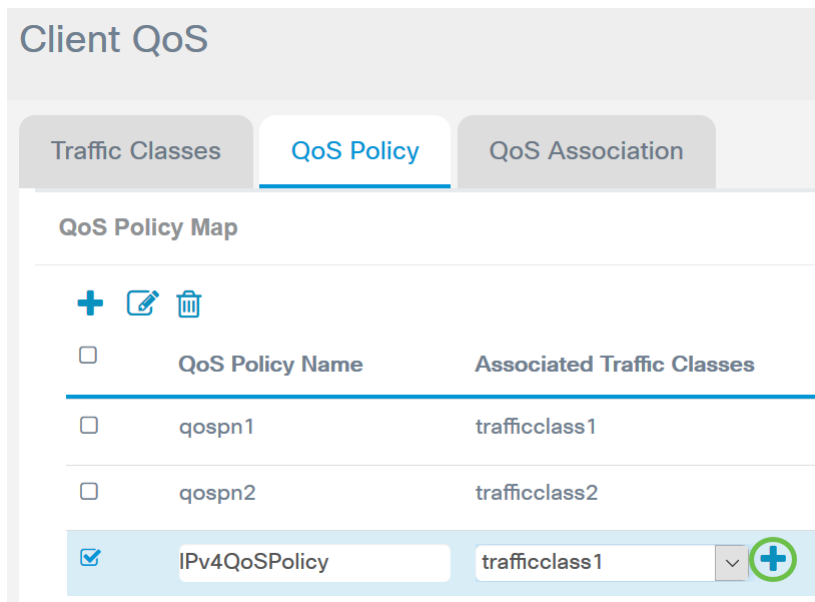 Client QoS
Traffic Classes QoS Policy QoS Association
QoS Policy Map
QoS Policy Name Associated Traffic Classes
qospn1 trafficclass1
qospn2 trafficclass2
IPv4QoSPolicy trafficclass1